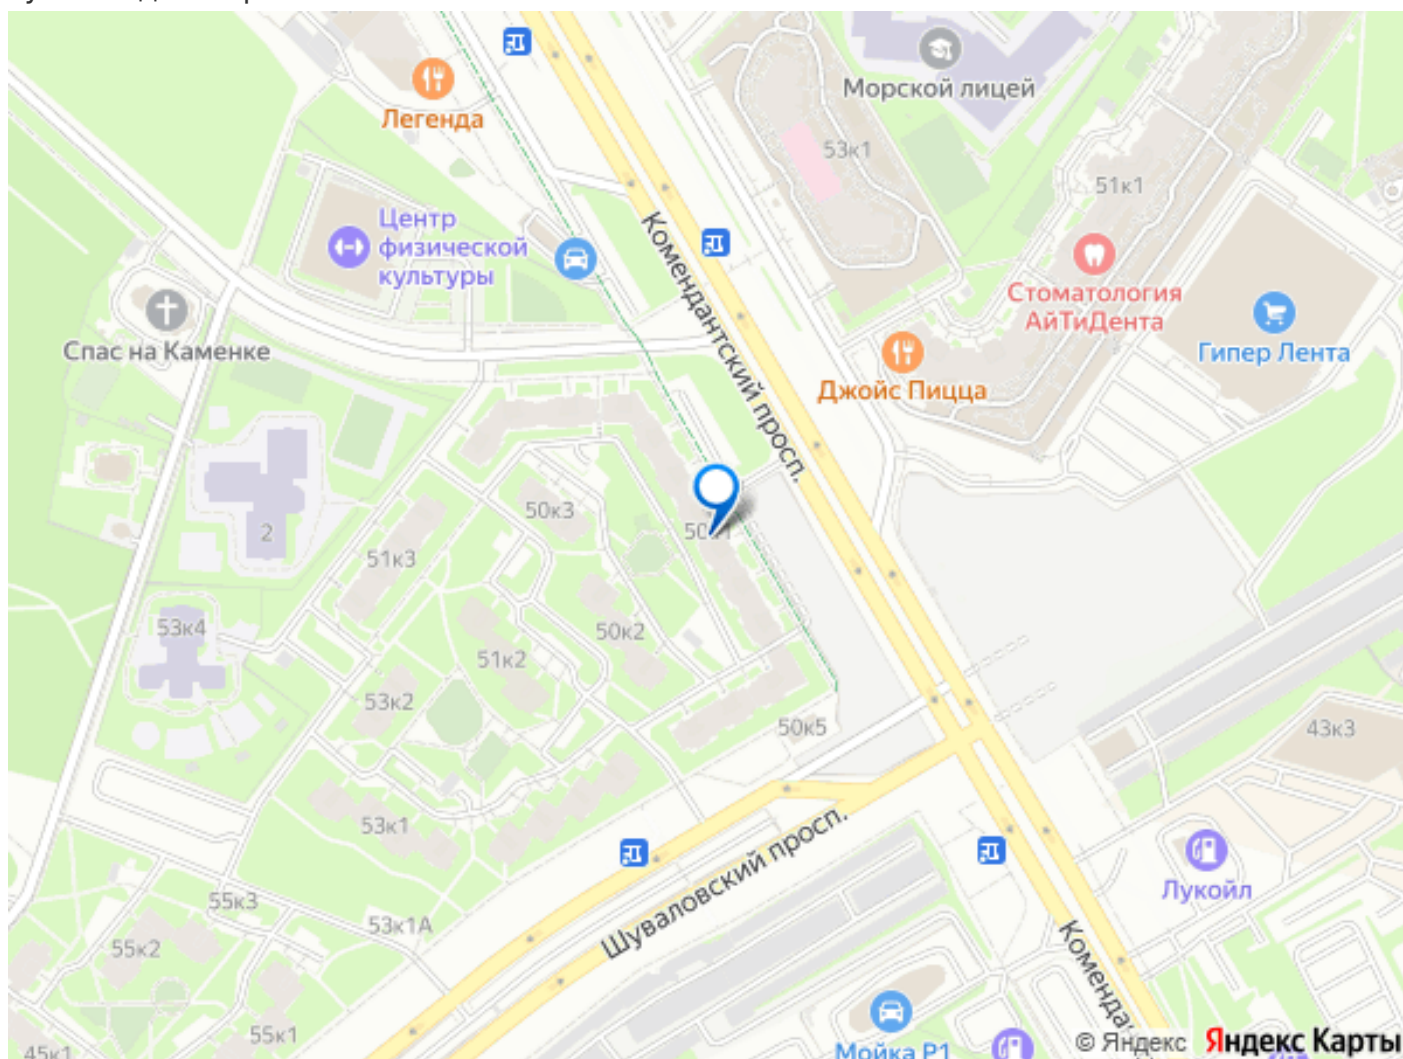 Легенда
Морской лицей
53к1
51к1
Центр
физической
культуры
Комендантский просп.
Стоматология
АйТиДента
Спас на Каменке
Гипер Лента
Джойс Пицца
50к3
2
51к3
53к4
50к2
51к2
53к2
50к5
43к3
53к1
Шуваловский просп.
Лукойл
55к3
53к1А
55к2
55к1
45к1
Мойка Р1
© Яндекс Яндекс Карты